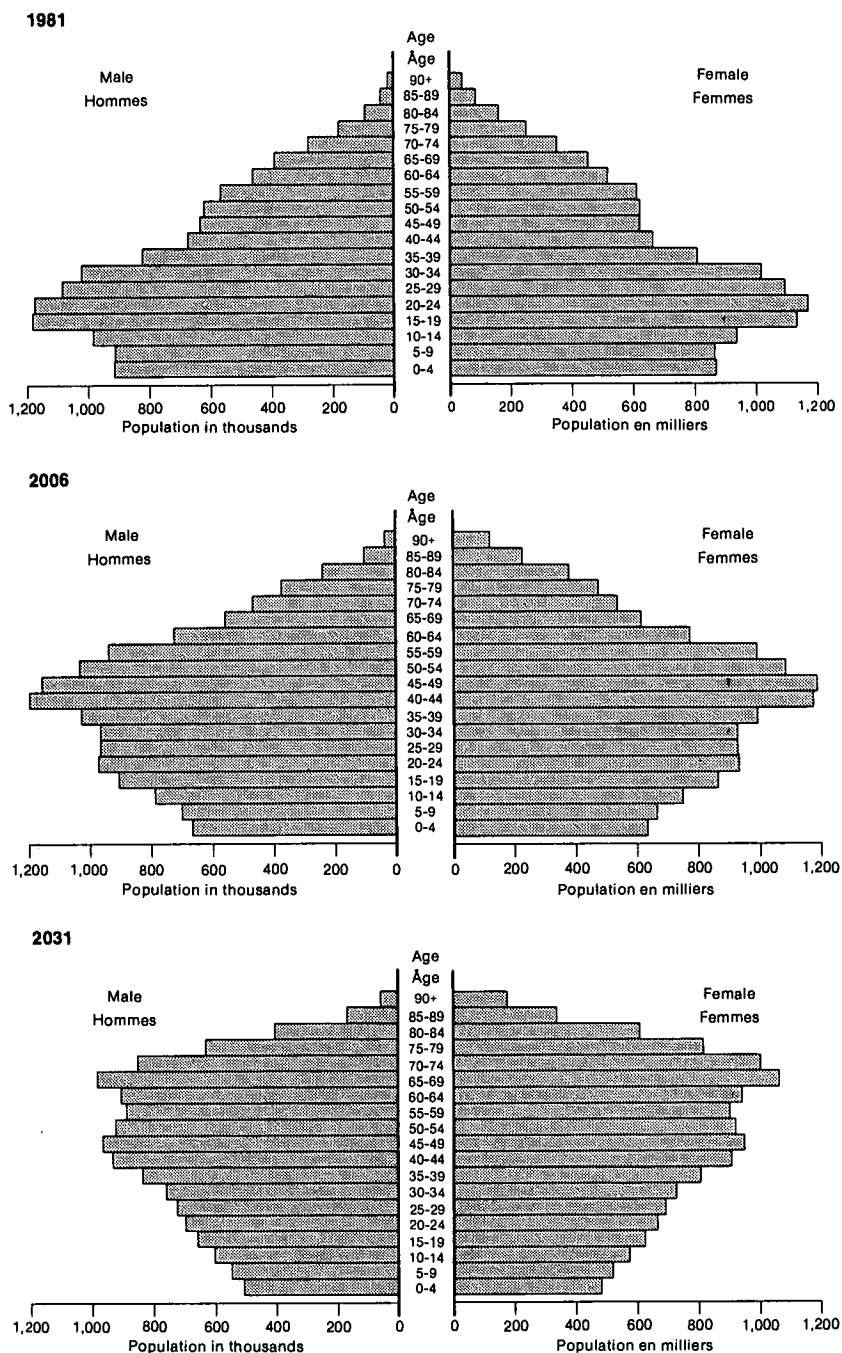 1981
Age
Âge
Male
Hommes
Female
Femmes
90+
85-89
80-84
75-79
70-74
65-69
60-64
55-59
50-54
45-49
40-44
35-39
30-34
25-29
20-24
15-19
10-14
5-9
0-4
1,200 1,000 800 600 400 200 0
0 200 400 600 800 1,000 1,200
Population in thousands
Population en milliers
2006
Age
Âge
Male
Hommes
Female
Femmes
90+
85-89
80-84
75-79
70-74
65-69
60-64
55-59
50-54
45-49
40-44
35-39
30-34
25-29
20-24
15-19
10-14
5-9
0-4
1,200 1,000 800 600 400 200 0
0 200 400 600 800 1,000 1,200
Population in thousands
Population en milliers
2031
Age
Âge
Male
Hommes
Female
Femmes
90+
85-89
80-84
75-79
70-74
65-69
60-64
55-59
50-54
45-49
40-44
35-39
30-34
25-29
20-24
15-19
10-14
5-9
0-4
1,200 1,000 800 600 400 200 0
0 200 400 600 800 1,000 1,200
Population in thousands
Population en milliers